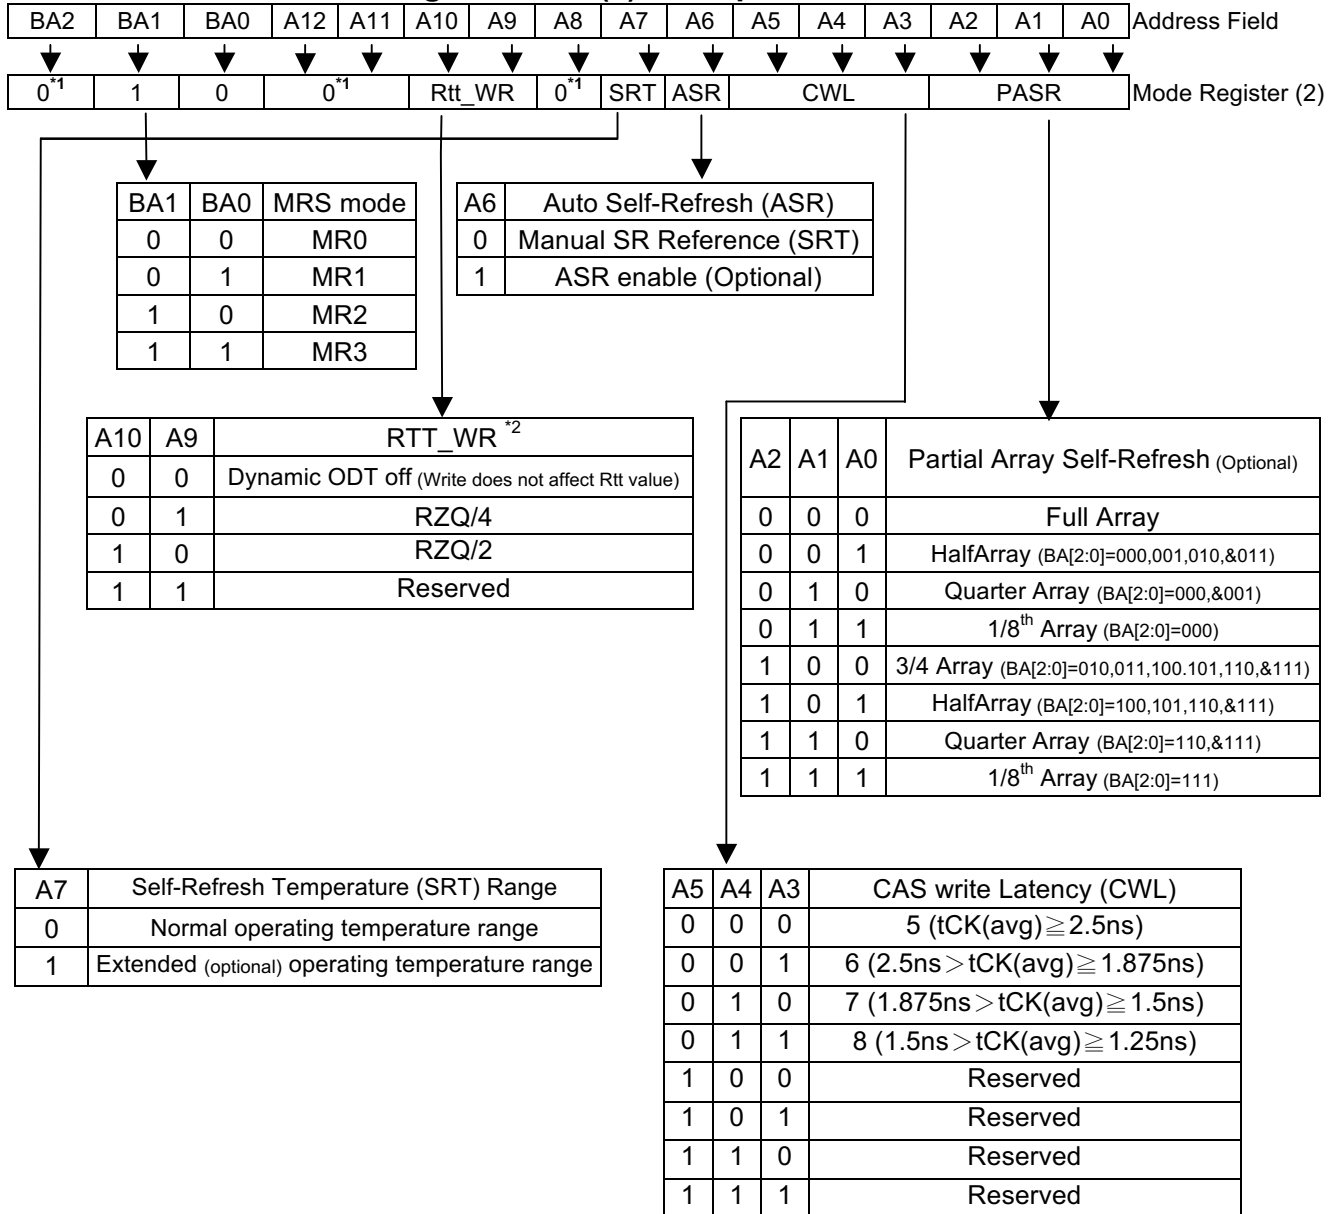 BA2 BA1 BA0 A12 A11 A10 A9 A8 A7 A6 A5 A4 A3 A2 A1 A0 Address Field
0*1 1 0 0*1 Rtt_WR 0*1 SRT ASR CWL PASR Mode Register (2)
BA1 BA0 MRS mode
0 0 MR0
0 1 MR1
1 0 MR2
1 1 MR3
A6 Auto Self-Refresh (ASR)
0 Manual SR Reference (SRT)
1 ASR enable (Optional)
A10 A9 RTT_WR *2
0 0 Dynamic ODT off (Write does not affect Rtt value)
0 1 RZQ/4
1 0 RZQ/2
1 1 Reserved
A2 A1 A0 Partial Array Self-Refresh (Optional)
0 0 0 Full Array
0 0 1 HalfArray (BA[2:0]=000,001,010,&011)
0 1 0 Quarter Array (BA[2:0]=000,&001)
0 1 1 1/8th Array (BA[2:0]=000)
1 0 0 3/4 Array (BA[2:0]=010,011,100.101,110,&111)
1 0 1 HalfArray (BA[2:0]=100,101,110,&111)
1 1 0 Quarter Array (BA[2:0]=110,&111)
1 1 1 1/8th Array (BA[2:0]=111)
A7 Self-Refresh Temperature (SRT) Range
0 Normal operating temperature range
1 Extended (optional) operating temperature range
A5 A4 A3 CAS write Latency (CWL)
0 0 0 5 (tCK(avg)≧2.5ns)
0 0 1 6 (2.5ns＞tCK(avg)≧1.875ns)
0 1 0 7 (1.875ns＞tCK(avg)≧1.5ns)
0 1 1 8 (1.5ns＞tCK(avg)≧1.25ns)
1 0 0 Reserved
1 0 1 Reserved
1 1 0 Reserved
1 1 1 Reserved